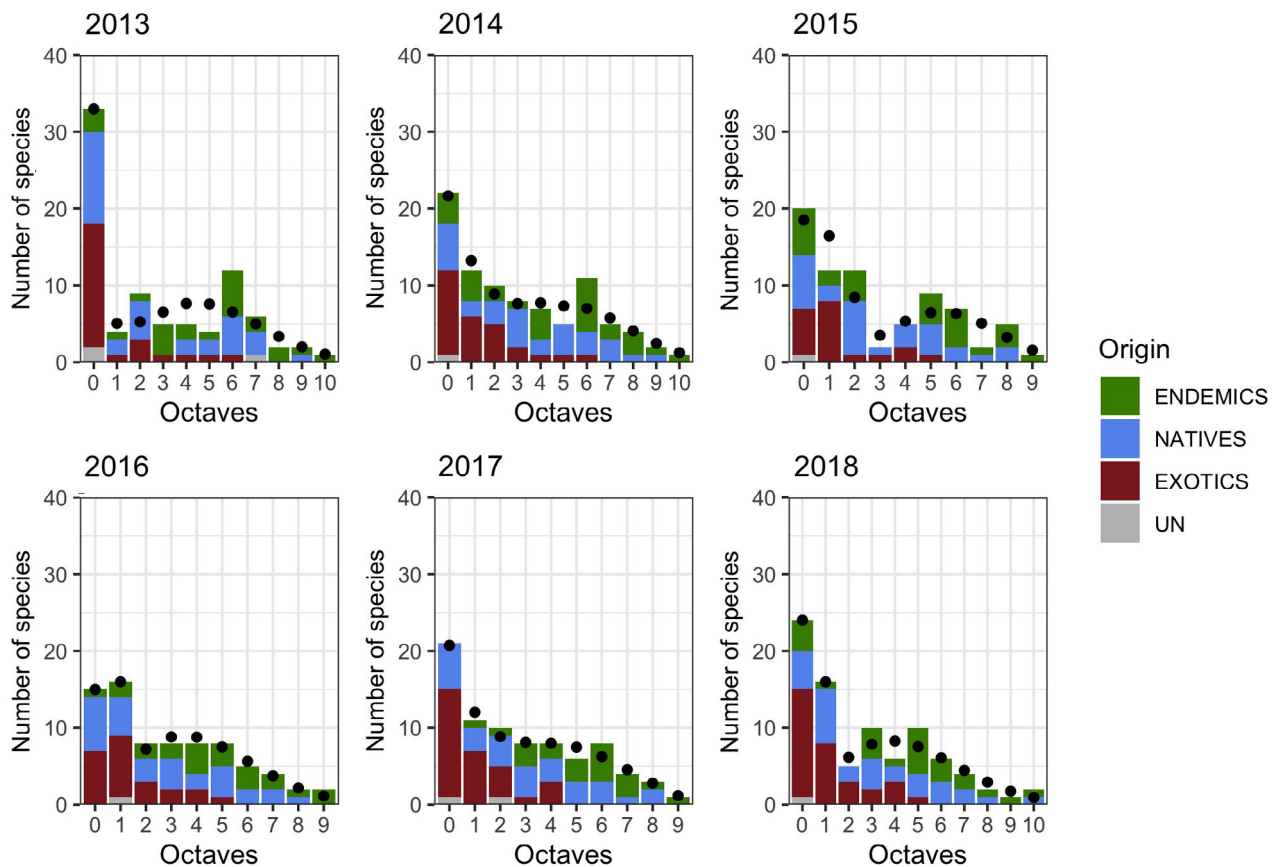 2013
2014
2015
Number of species
40
30
20
10
0
0 1 2 3 4 5 6 7 8 9 10
Octaves
Number of species
40
30
20
10
0
0 1 2 3 4 5 6 7 8 9 10
Octaves
Number of species
40
30
20
10
0
0 1 2 3 4 5 6 7 8 9
Octaves
Origin
ENDEMICS
NATIVES
EXOTICS
UN
2016
2017
2018
Number of species
40
30
20
10
0
0 1 2 3 4 5 6 7 8 9
Octaves
Number of species
40
30
20
10
0
0 1 2 3 4 5 6 7 8 9
Octaves
Number of species
40
30
20
10
0
0 1 2 3 4 5 6 7 8 9 10
Octaves